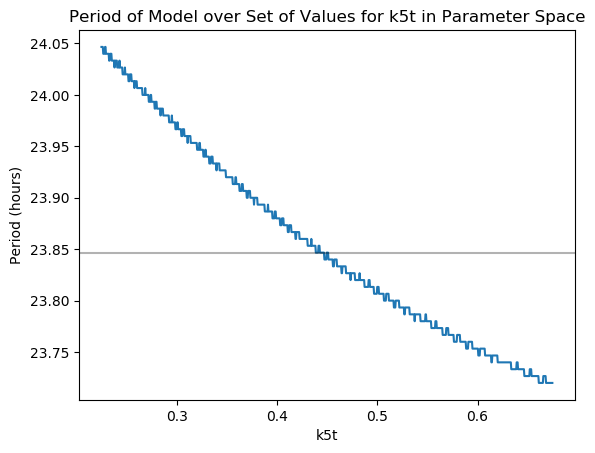 Period of Model over Set of Values for k5t in Parameter Space
24.05
24.00
23.95
23.90
23.85
23.80
23.75
Period (hours)
0.3 0.4 0.5 0.6
k5t